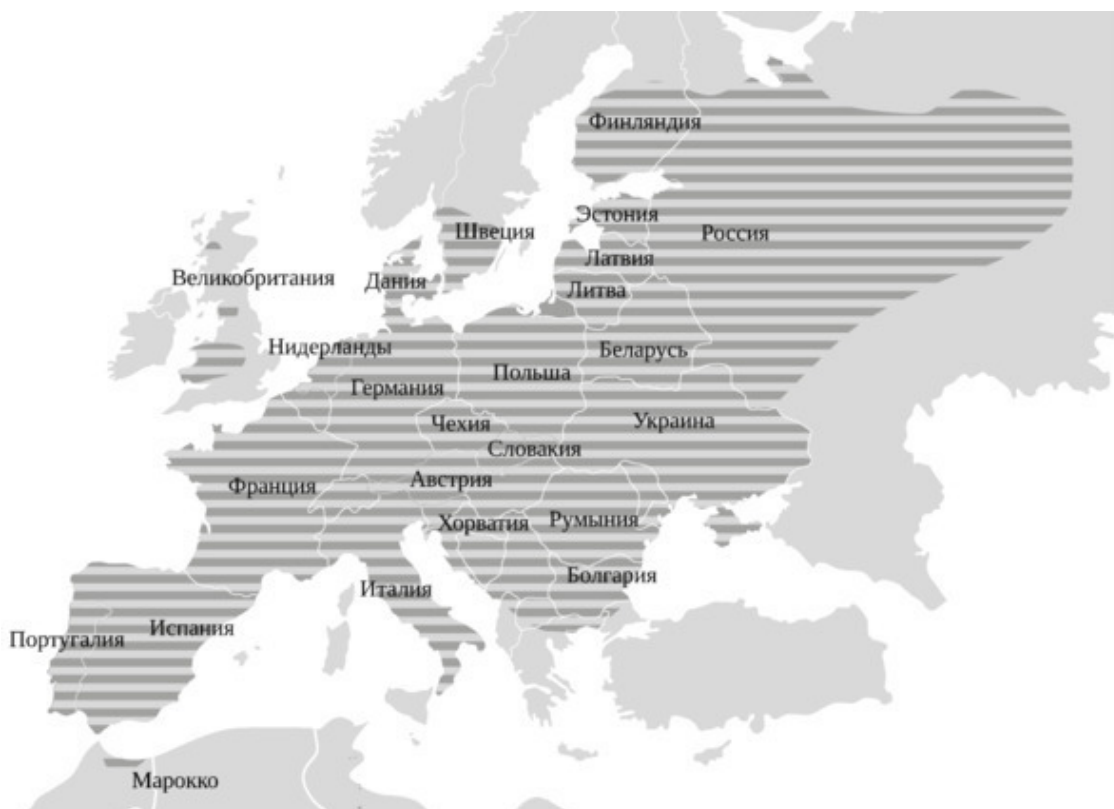 Финляндия
Эстония
Швеция
Россия
Латвия
Великобритания
Дания
Литва
Нидерланды
Беларусь
Польша
Германия
Чехия
Украина
Словакия
Австрия
Франция
Хорватия
Румыния
Болгария
Италия
Испания
Португалия
Марокко